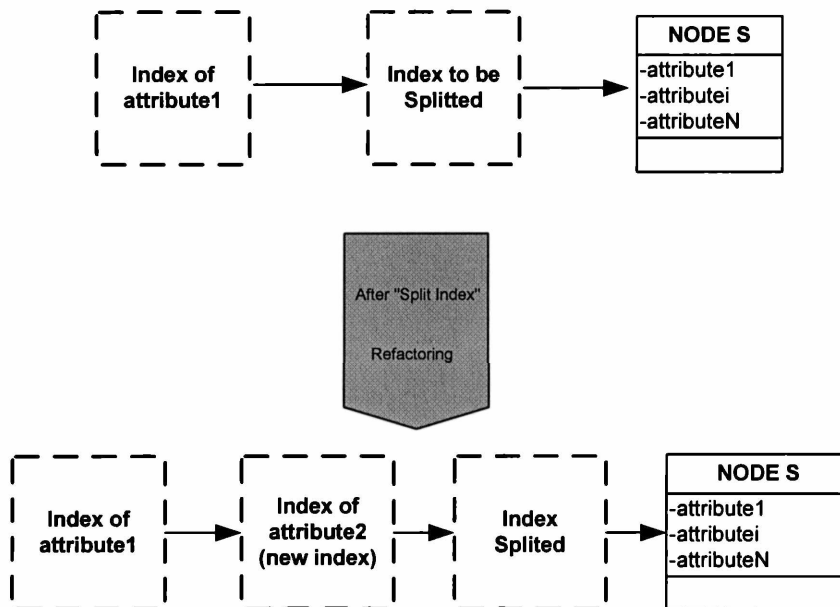 Index of
attribute1
Index to be
Splitted
NODE S
-attribute1
-attributei
-attributeN
After "Split Index"
Refactoring
Index of
attribute1
Index of
attribute2
(new index)
Index
Splited
NODE S
-attribute1
-attributei
-attributeN